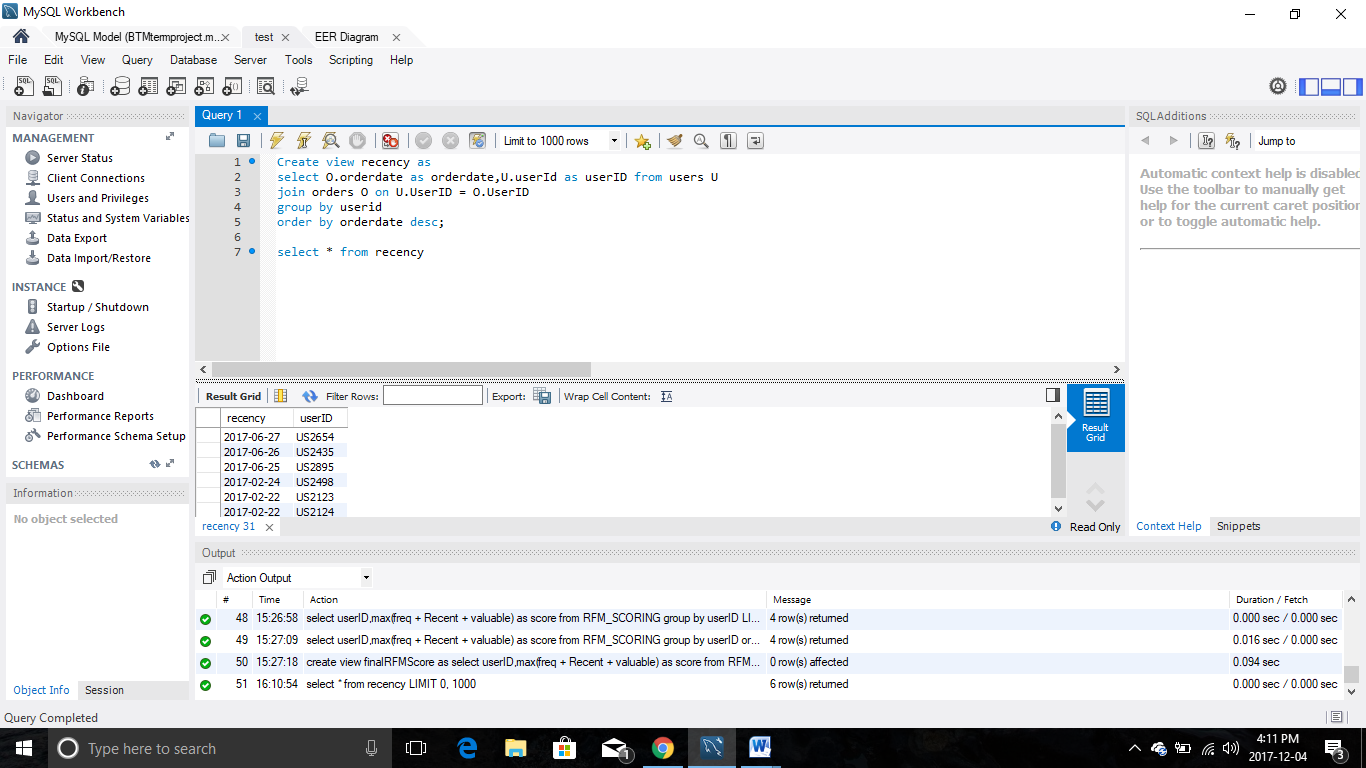 MySQL Workbench
MySQL Model (BTMtermproject.m...
test
EER Diagram
File Edit View Query Database Server Tools Scripting Help
Navigator
MANAGEMENT
Server Status
Client Connections
Users and Privileges
Status and System Variables
Data Export
Data Import/Restore
INSTANCE
Startup / Shutdown
Server Logs
Options File
PERFORMANCE
Dashboard
Performance Reports
Performance Schema Setup
SCHEMAS
Information
No object selected
Object Info Session
Query 1
Limit to 1000 rows
1 Create view recency as
2 select O.orderdate as orderdate,U.userId as userID from users U
3 join orders O on U.UserID = O.UserID
4 group by userid
5 order by orderdate desc;
6
7 select * from recency
Result Grid Filter Rows: Export: Wrap Cell Content:
recency userID
2017-06-27 US2654
2017-06-26 US2435
2017-06-25 US2895
2017-02-24 US2498
2017-02-22 US2123
2017-02-22 US2124
Result
Grid
recency 31
Read Only
SQLAdditions
Jump to
Automatic context help is disabled
Use the toolbar to manually get
help for the current caret position
or to toggle automatic help.
Context Help Snippets
Output
Action Output
# Time Action Message Duration / Fetch
48 15:26:58 select userID,max(freq + Recent + valuable) as score from RFM_SCORING group by userID LI... 4 row(s) returned 0.000 sec / 0.000 sec
49 15:27:09 select userID,max(freq + Recent + valuable) as score from RFM_SCORING group by userID or... 4 row(s) returned 0.016 sec / 0.000 sec
50 15:27:18 create view finalRFMScore as select userID,max(freq + Recent + valuable) as score from RFM... 0 row(s) affected 0.094 sec
51 16:10:54 select * from recency LIMIT 0, 1000 6 row(s) returned 0.000 sec / 0.000 sec
Query Completed
Type here to search
1
4:11 PM
2017-12-04
3